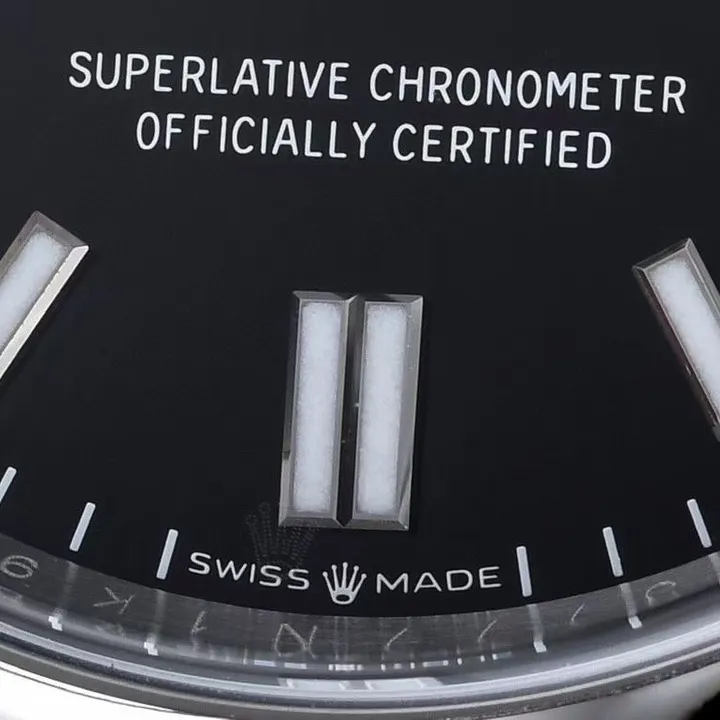 SUPERLATIVE CHRONOMETER
OFFICIALLY CERTIFIED
SWISS MADE